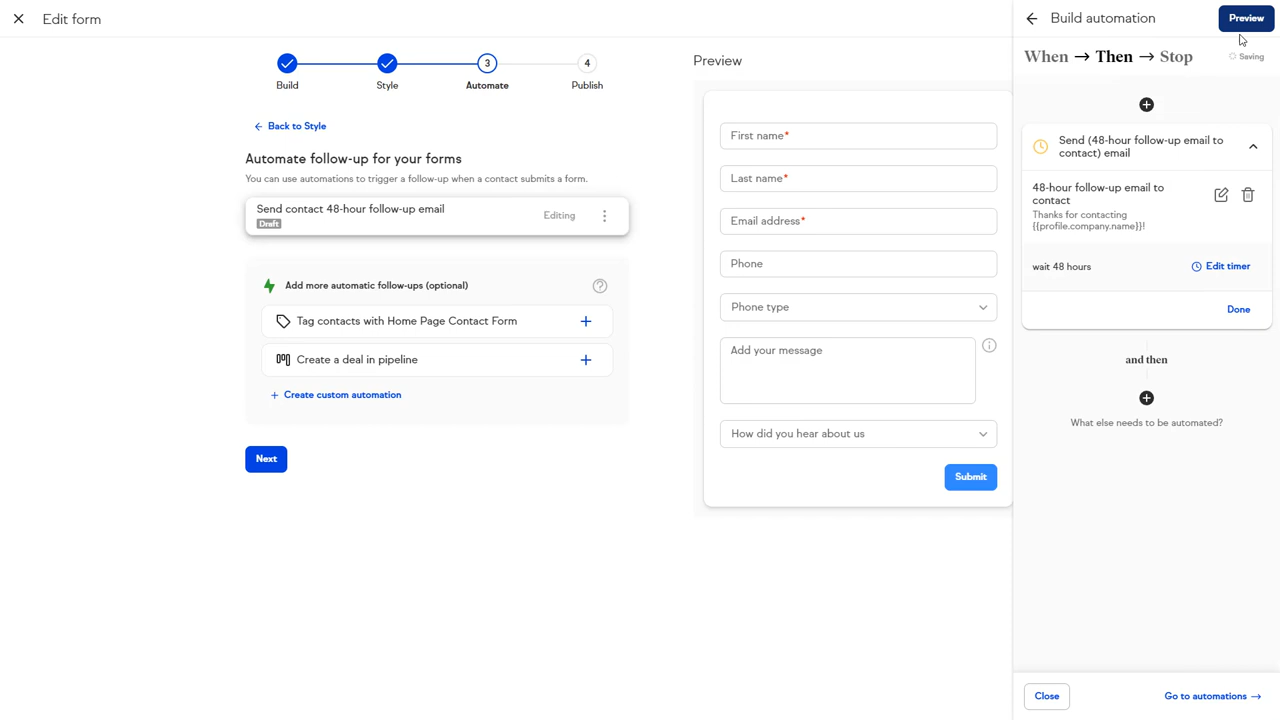 Edit form
Build
Style
3
Automate
4
Publish
Back to Style
Automate follow-up for your forms
You can use automations to trigger a follow-up when a contact submits a form.
Send contact 48-hour follow-up email
Draft
Editing
Add more automatic follow-ups (optional)
Tag contacts with Home Page Contact Form
Create a deal in pipeline
Create custom automation
Next
Preview
First name*
Last name*
Email address*
Phone
Phone type
Add your message
How did you hear about us
Submit
Build automation
Preview
When → Then → Stop
Saving
Send (48-hour follow-up email to
contact) email
48-hour follow-up email to
contact
Thanks for contacting
{{profile.company.name}}!
wait 48 hours
Edit timer
Done
and then
What else needs to be automated?
Close
Go to automations →